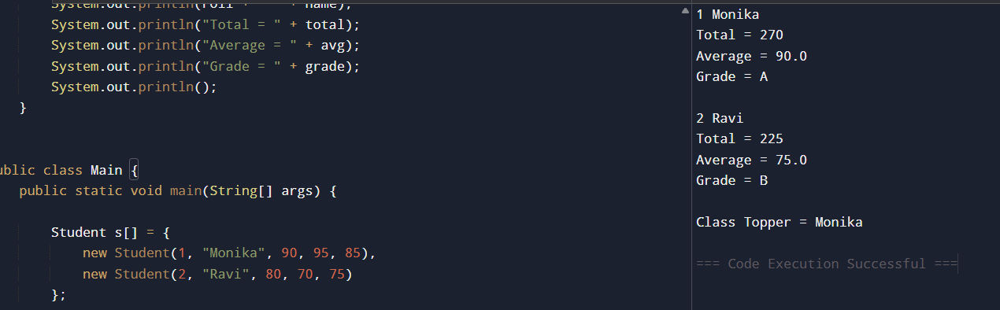 System.out.println(roll + " " + name);
System.out.println("Total = " + total);
System.out.println("Average = " + avg);
System.out.println("Grade = " + grade);
System.out.println();
}
ublic class Main {
public static void main(String[] args) {
Student s[] = {
new Student(1, "Monika", 90, 95, 85),
new Student(2, "Ravi", 80, 70, 75)
};
1 Monika
Total = 270
Average = 90.0
Grade = A
2 Ravi
Total = 225
Average = 75.0
Grade = B
Class Topper = Monika
=== Code Execution Successful ===